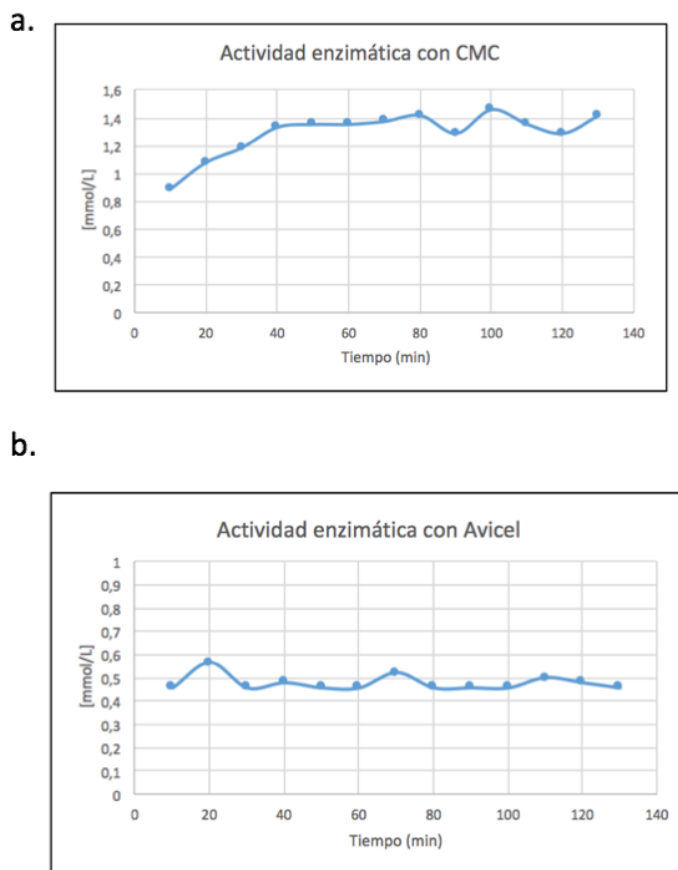 a.
Actividad enzimática con CMC
1,6
1,4
1,2
1
0,8
0,6
0,4
0,2
0
[mmol/L]
0 20 40 60 80 100 120 140
Tiempo (min)
b.
Actividad enzimática con Avicel
1
0,9
0,8
0,7
0,6
0,5
0,4
0,3
0,2
0,1
0
[mmol/L]
0 20 40 60 80 100 120 140
Tiempo (min)